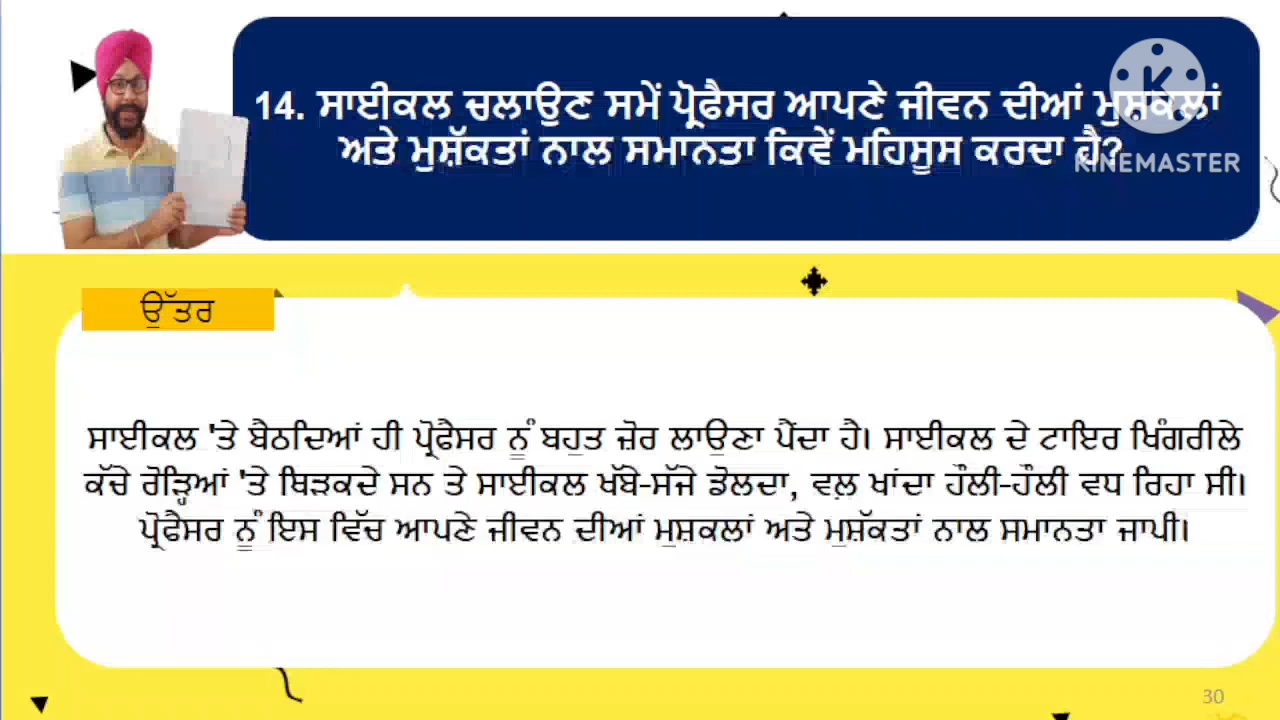 14. ਸਾਈਕਲ ਚਲਾਉਣ ਸਮੇਂ ਪ੍ਰੋਫੈਸਰ ਆਪਣੇ ਜੀਵਨ ਦੀਆਂ ਮੁਸ਼ਕਲਾਂ
ਅਤੇ ਮੁਸ਼ੱਕਤਾਂ ਨਾਲ ਸਮਾਨਤਾ ਕਿਵੇਂ ਮਹਿਸੂਸ ਕਰਦਾ ਹੈ?
KINEMASTER
ਉੱਤਰ
ਸਾਈਕਲ 'ਤੇ ਬੈਠਦਿਆਂ ਹੀ ਪ੍ਰੋਫੈਸਰ ਨੂੰ ਬਹੁਤ ਜ਼ੋਰ ਲਾਉਣਾ ਪੈਂਦਾ ਹੈ। ਸਾਈਕਲ ਦੇ ਟਾਇਰ ਖਿੰਗਰੀਲੇ
ਕੱਚੇ ਰੋੜ੍ਹਿਆਂ 'ਤੇ ਥਿੜਕਦੇ ਸਨ ਤੇ ਸਾਈਕਲ ਖੱਬੇ-ਸੱਜੇ ਡੋਲਦਾ, ਵਲ਼ ਖਾਂਦਾ ਹੌਲੀ-ਹੌਲੀ ਵਧ ਰਿਹਾ ਸੀ।
ਪ੍ਰੋਫੈਸਰ ਨੂੰ ਇਸ ਵਿੱਚ ਆਪਣੇ ਜੀਵਨ ਦੀਆਂ ਮੁਸ਼ਕਲਾਂ ਅਤੇ ਮੁਸ਼ੱਕਤਾਂ ਨਾਲ ਸਮਾਨਤਾ ਜਾਪੀ।
30